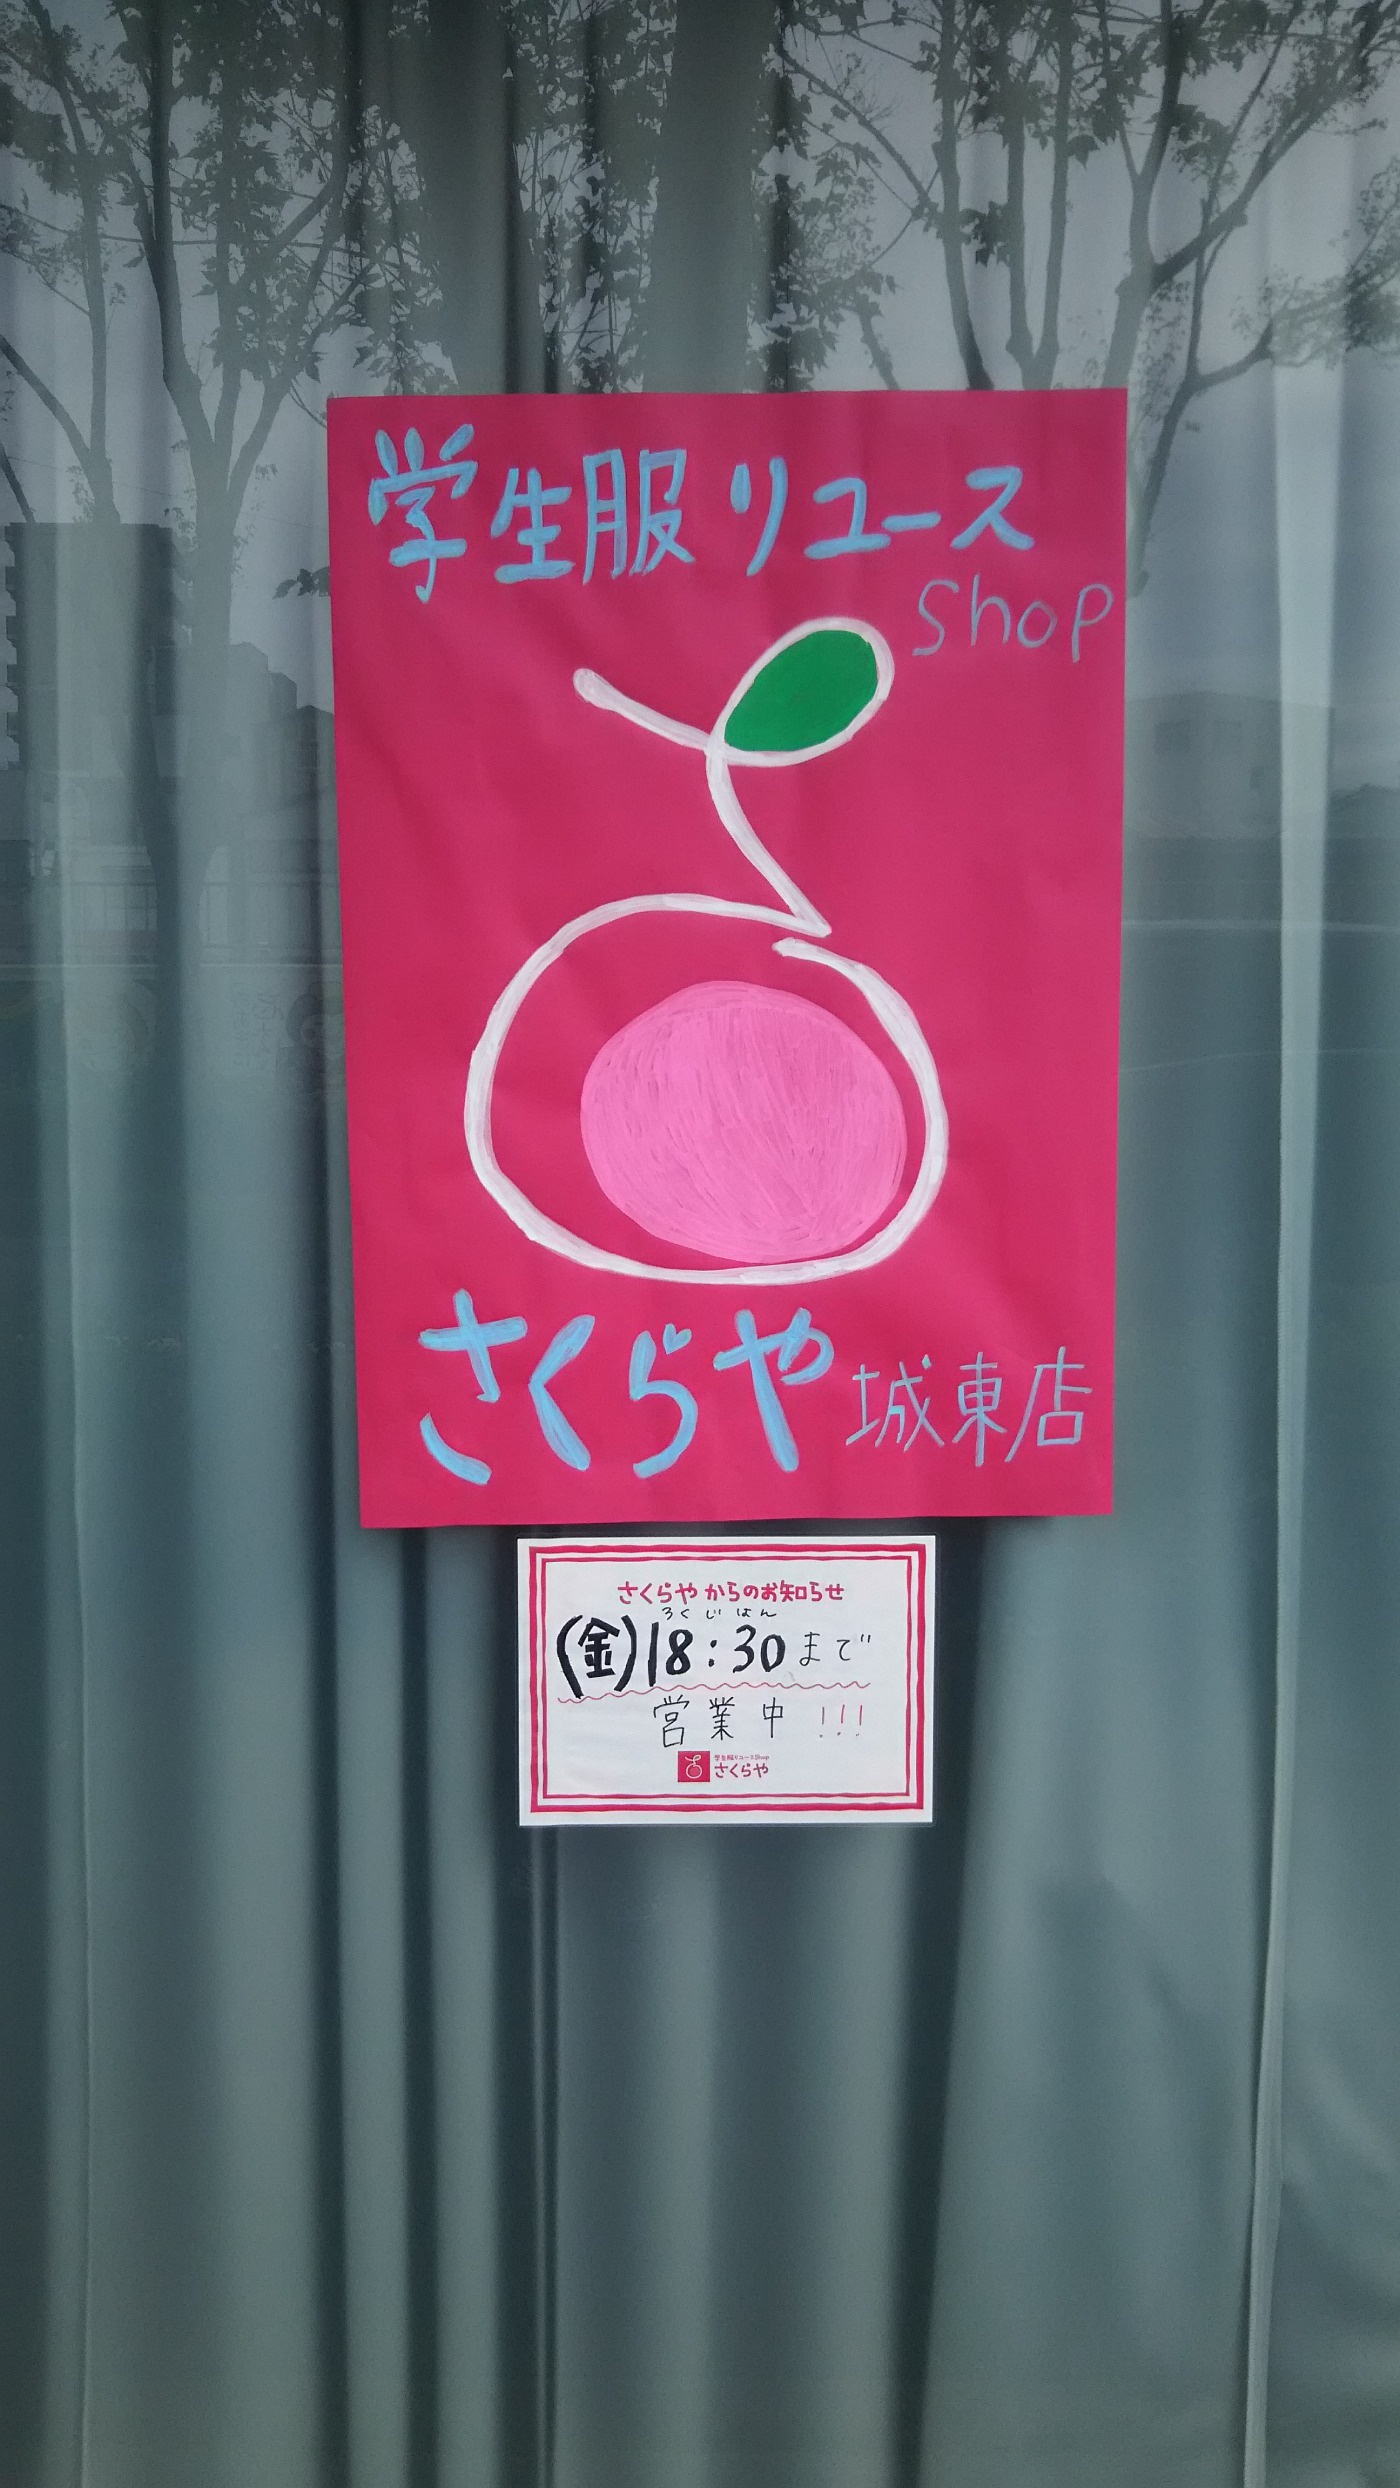 学生服リユース
Shop
さくらや 城東店
さくらやからのお知らせ
ろくじはん
(金)18:30まで
営業中!!!
学生服リユースShop
さくらや